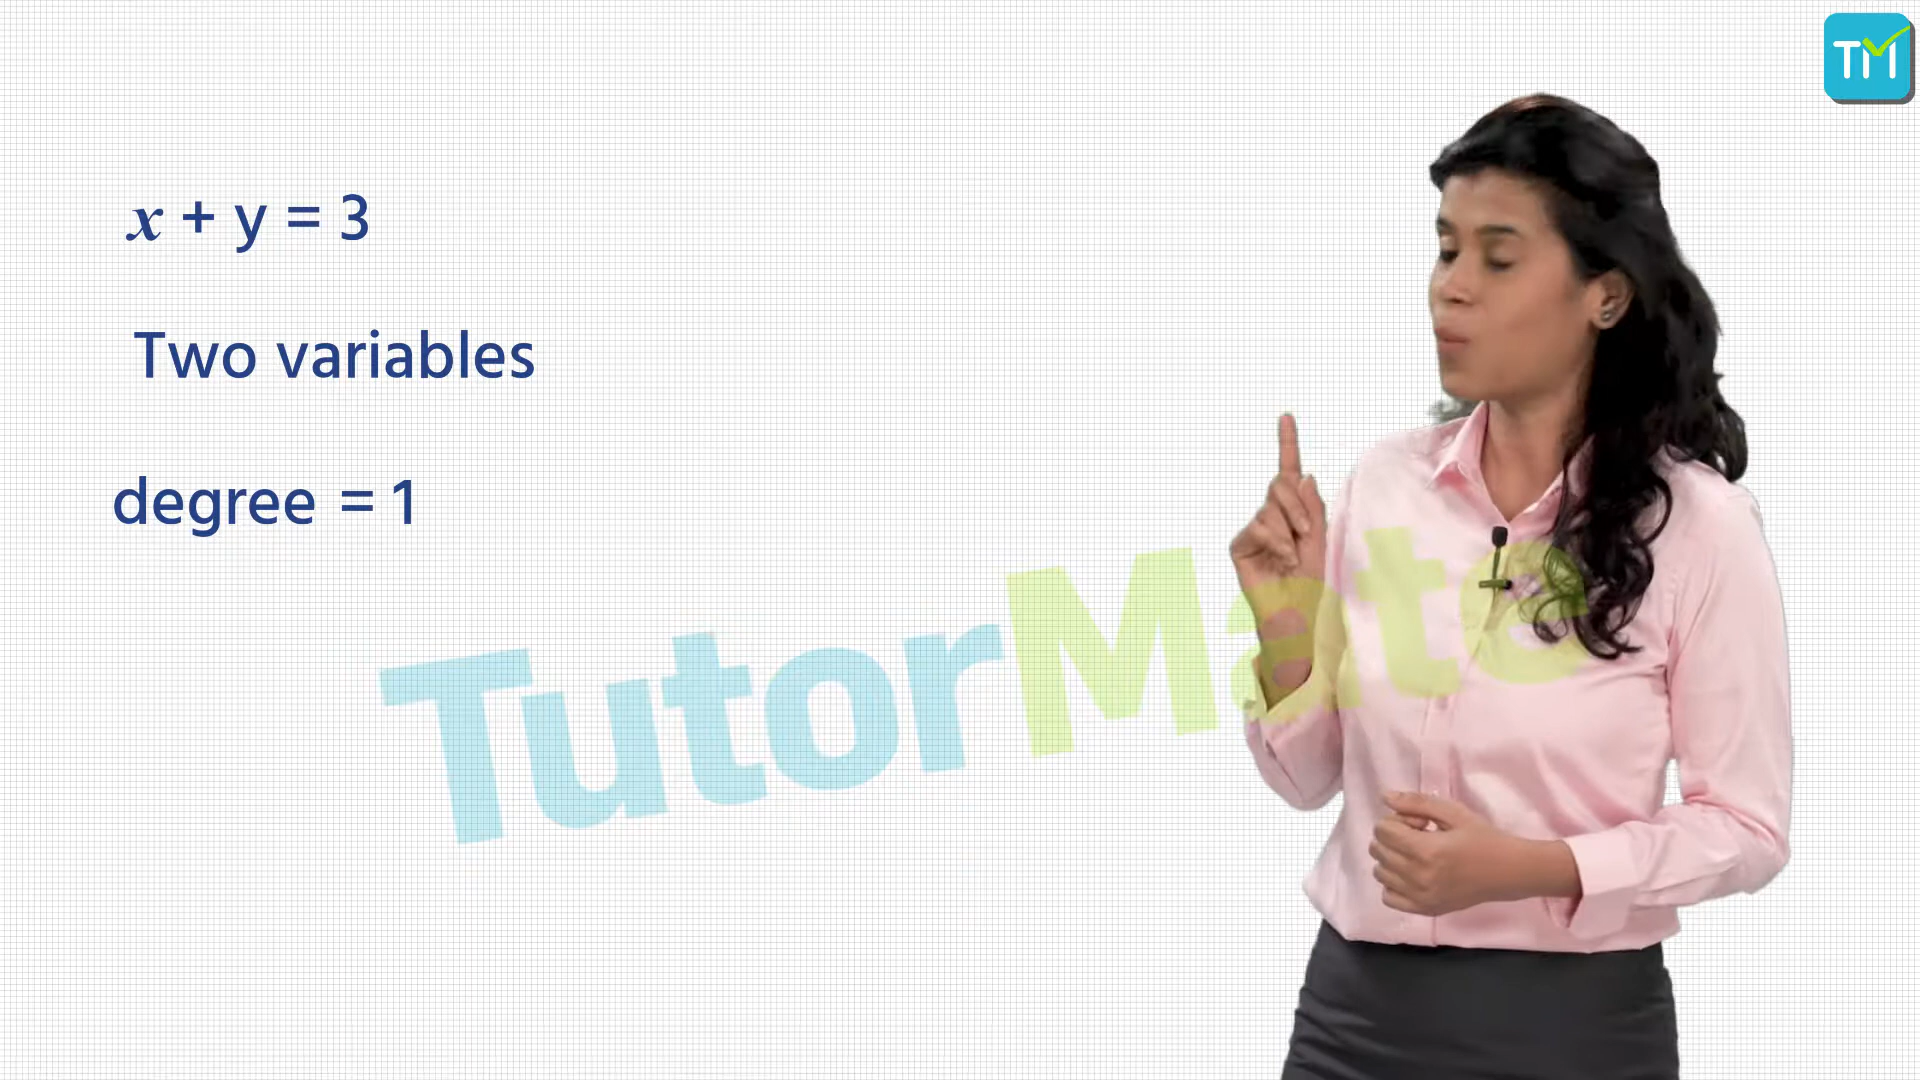 TM
x + y = 3
Two variables
degree = 1
TutorMate